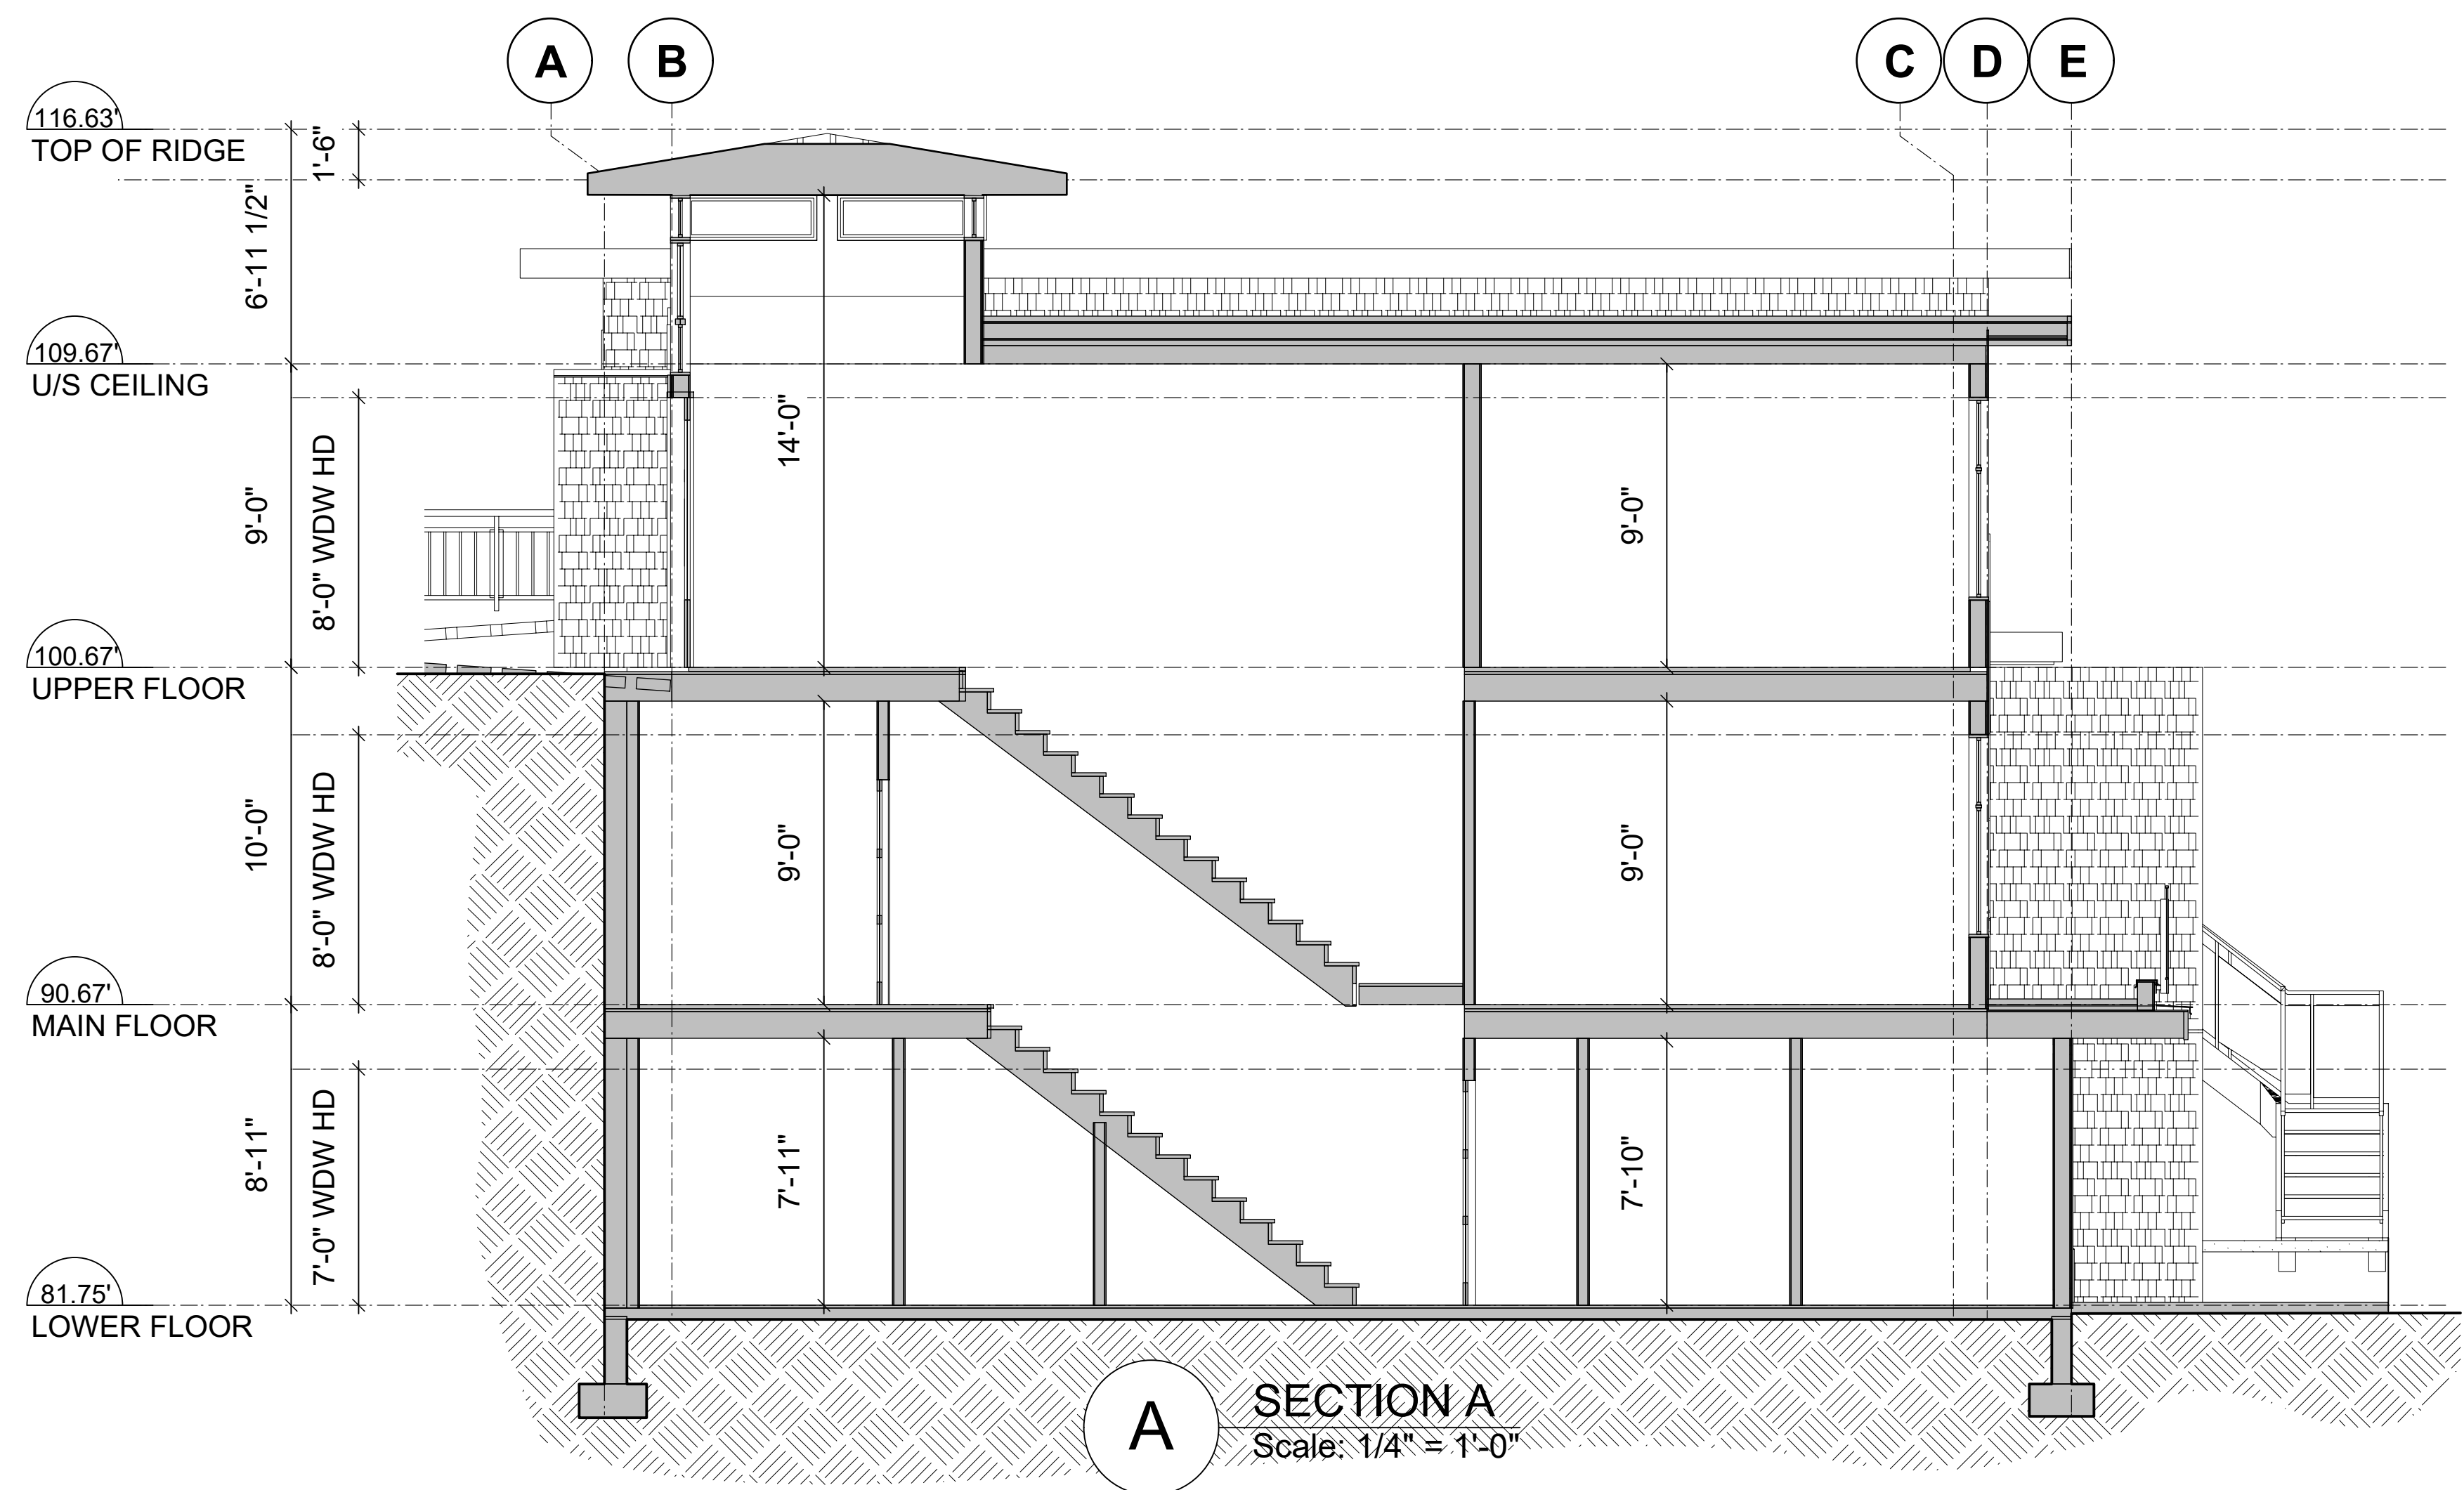 A B C D E
116.63'
TOP OF RIDGE
1'-6"
6'-11 1/2"
109.67'
U/S CEILING
14'-0"
9'-0"
8'-0" WDW HD
9'-0"
100.67'
UPPER FLOOR
10'-0"
8'-0" WDW HD
9'-0"
9'-0"
90.67'
MAIN FLOOR
8'-11"
7'-0" WDW HD
7'-11"
7'-10"
81.75'
LOWER FLOOR
A
SECTION A
Scale: 1/4" = 1'-0"